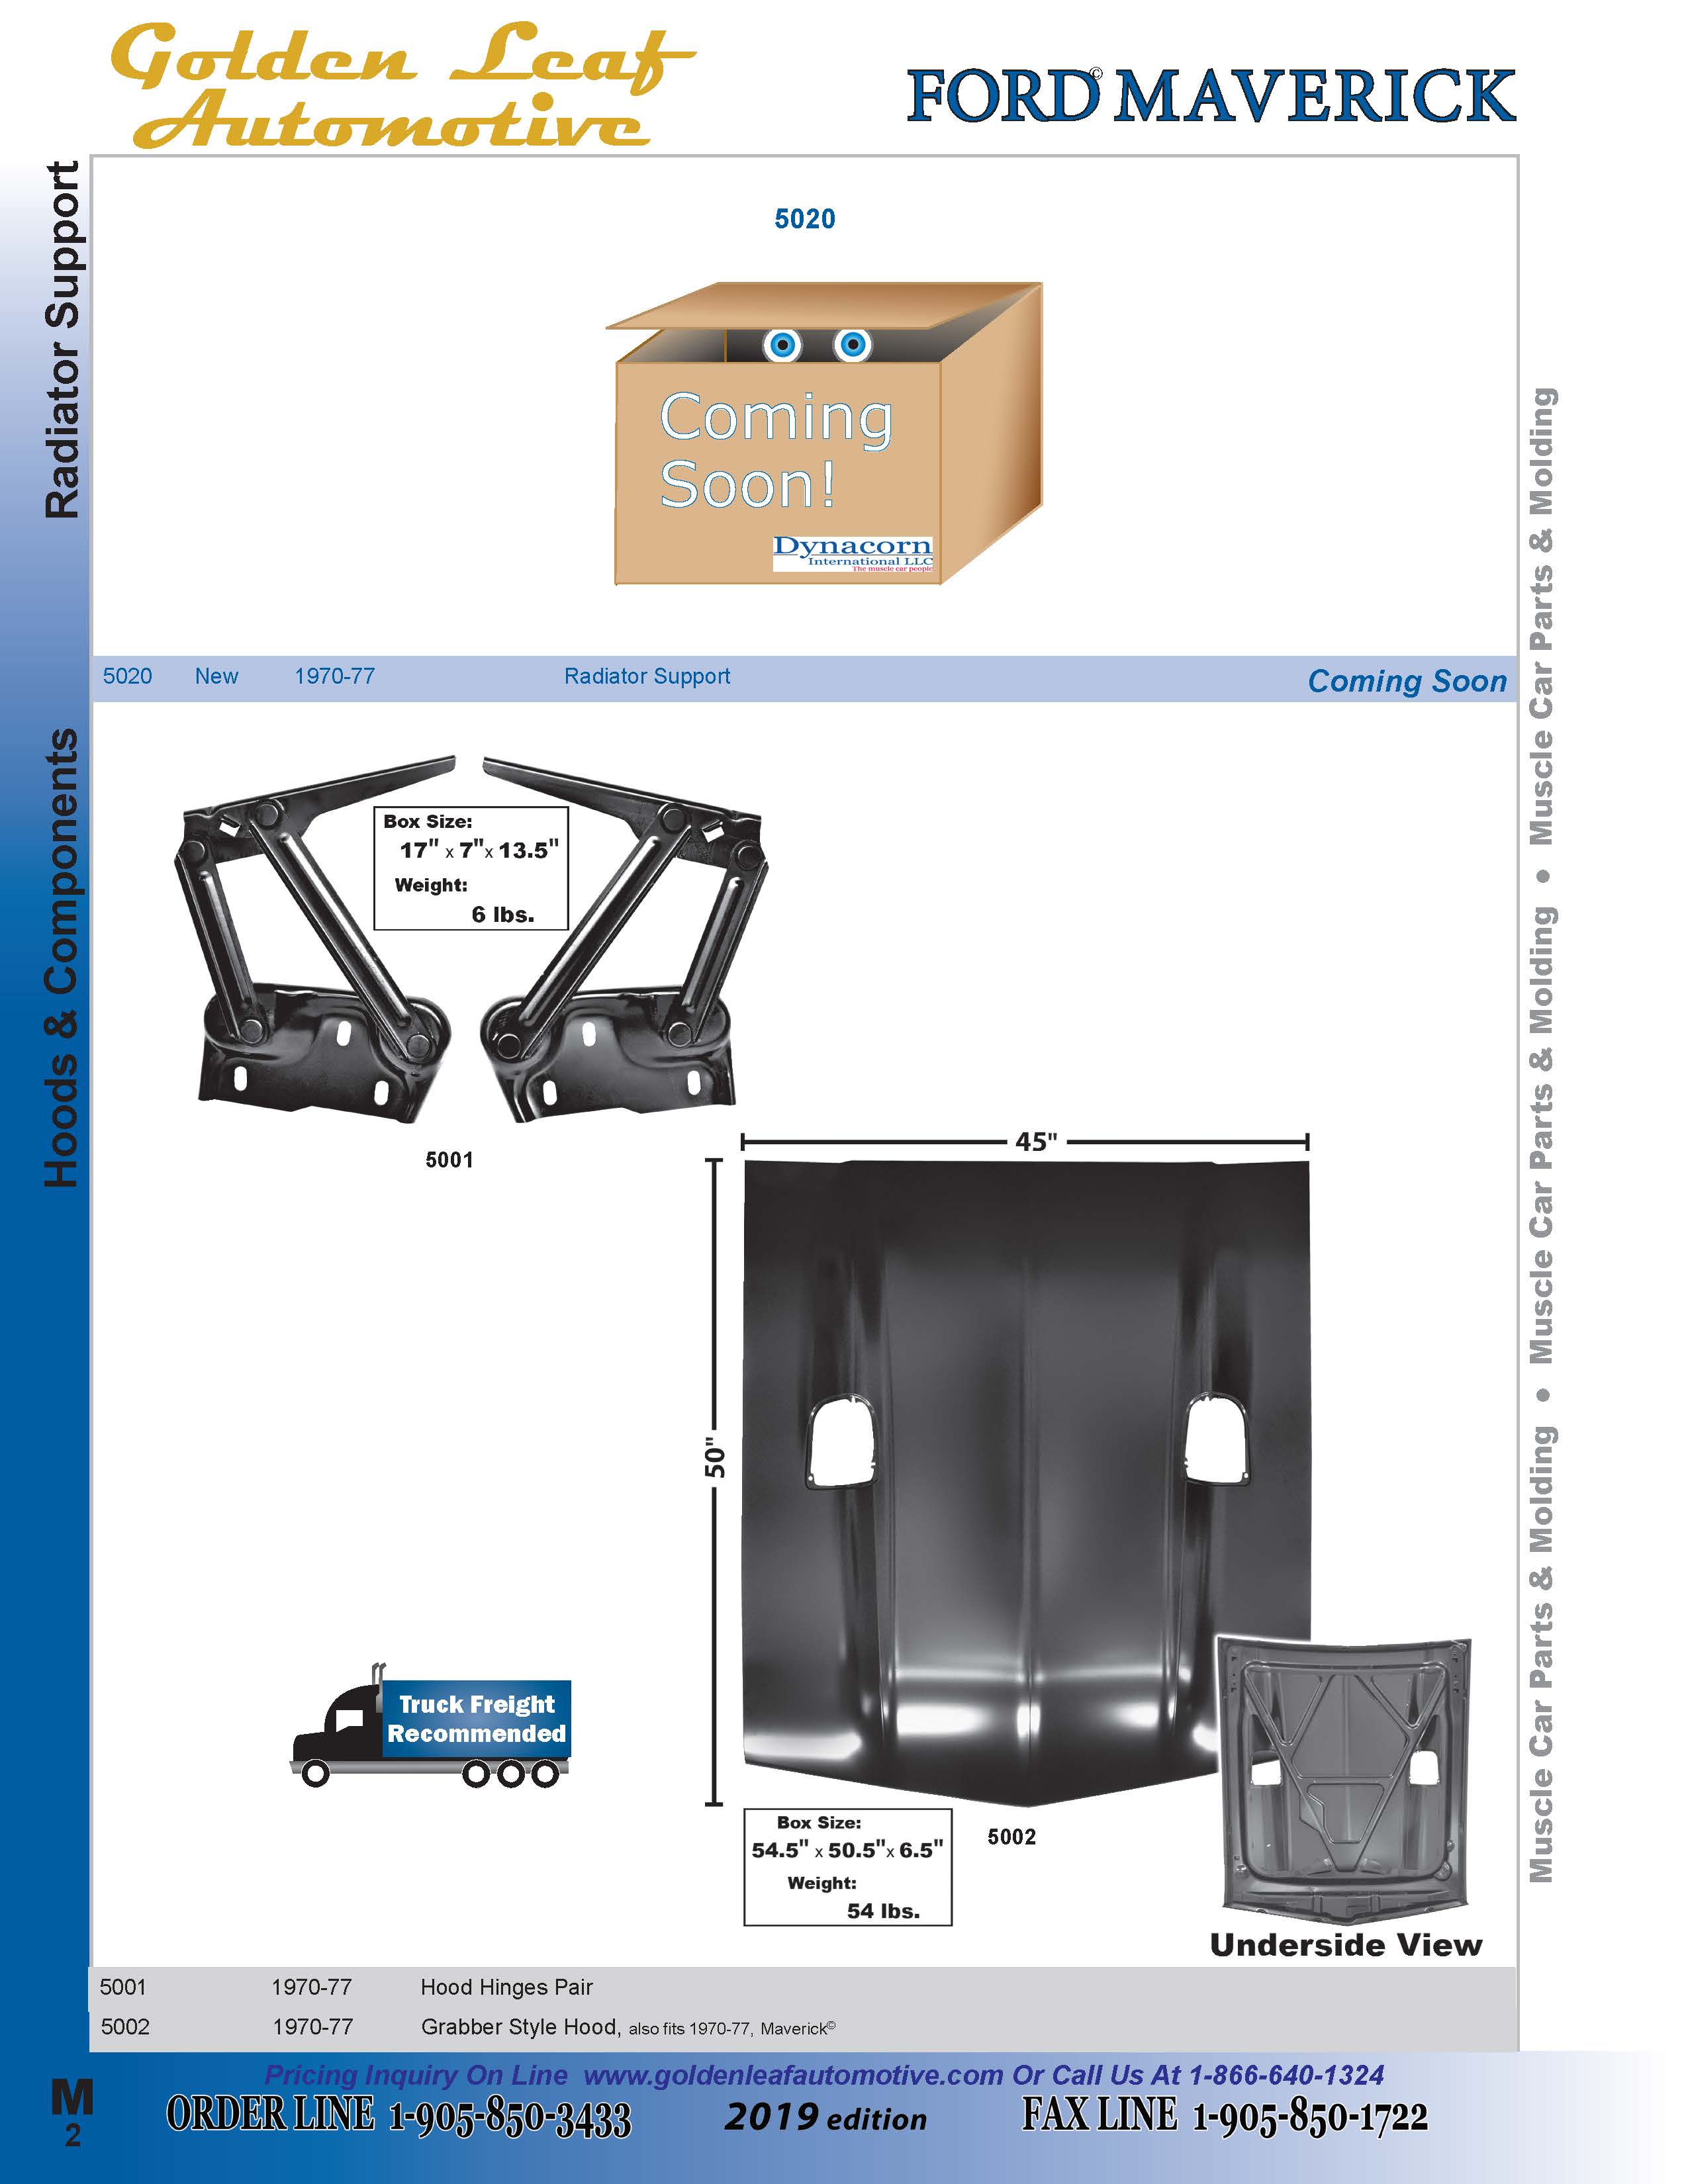 Golden Leaf
Automotive
FORD© MAVERICK
Radiator Support
5020
Coming
Soon!
Dynacorn
International LLC
The muscle car people
5020 New 1970-77 Radiator Support Coming Soon
Hoods & Components
Box Size:
17" x 7"x 13.5"
Weight:
6 lbs.
5001
45"
50"
Truck Freight
Recommended
Box Size:
54.5" x 50.5"x 6.5"
Weight:
54 lbs.
5002
Underside View
5001 1970-77 Hood Hinges Pair
5002 1970-77 Grabber Style Hood, also fits 1970-77, Maverick©
Muscle Car Parts & Molding • Muscle Car Parts & Molding • Muscle Car Parts & Molding
Pricing Inquiry On Line www.goldenleafautomotive.com Or Call Us At 1-866-640-1324
M
2
ORDER LINE 1-905-850-3433
2019 edition
FAX LINE 1-905-850-1722